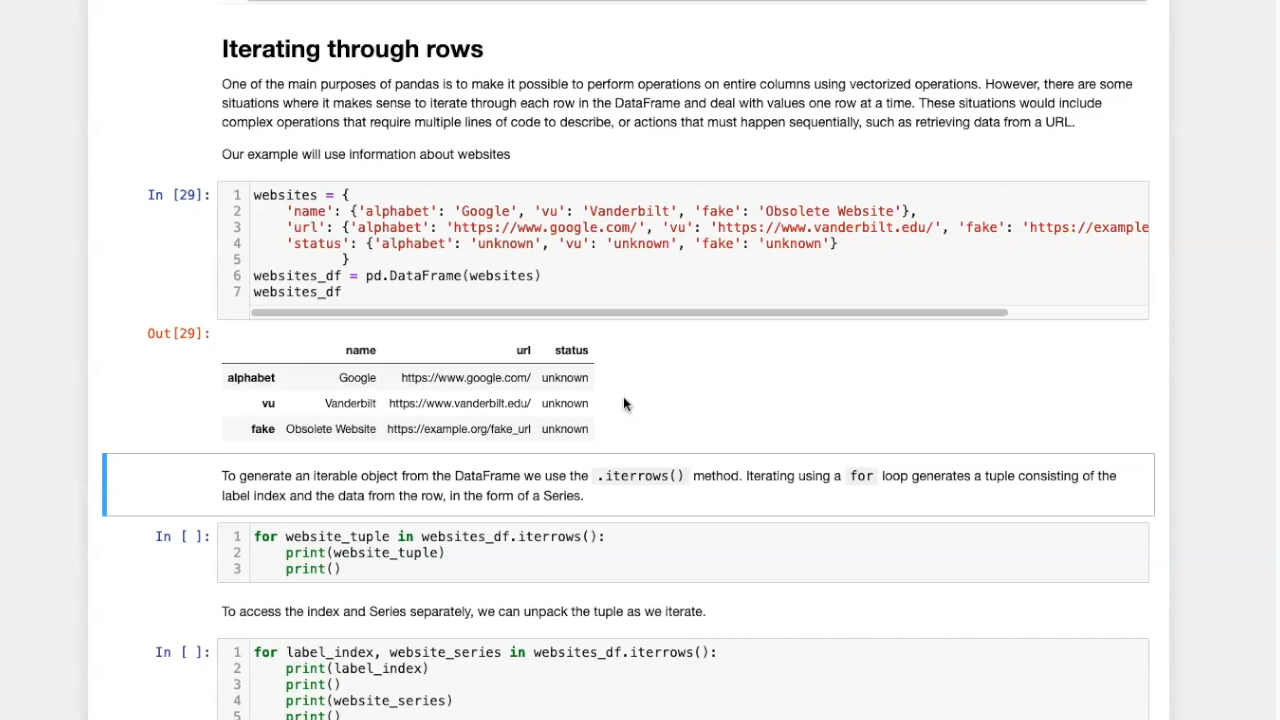 Iterating through rows
One of the main purposes of pandas is to make it possible to perform operations on entire columns using vectorized operations. However, there are some
situations where it makes sense to iterate through each row in the DataFrame and deal with values one row at a time. These situations would include
complex operations that require multiple lines of code to describe, or actions that must happen sequentially, such as retrieving data from a URL.
Our example will use information about websites
In [29]:
1 websites = {
2 'name': {'alphabet': 'Google', 'vu': 'Vanderbilt', 'fake': 'Obsolete Website'},
3 'url': {'alphabet': 'https://www.google.com/', 'vu': 'https://www.vanderbilt.edu/', 'fake': 'https://example
4 'status': {'alphabet': 'unknown', 'vu': 'unknown', 'fake': 'unknown'}
5 }
6 websites_df = pd.DataFrame(websites)
7 websites_df
Out[29]:
name url status
alphabet Google https://www.google.com/ unknown
vu Vanderbilt https://www.vanderbilt.edu/ unknown
fake Obsolete Website https://example.org/fake_url unknown
To generate an iterable object from the DataFrame we use the .iterrows() method. Iterating using a for loop generates a tuple consisting of the
label index and the data from the row, in the form of a Series.
In [ ]:
1 for website_tuple in websites_df.iterrows():
2 print(website_tuple)
3 print()
To access the index and Series separately, we can unpack the tuple as we iterate.
In [ ]:
1 for label_index, website_series in websites_df.iterrows():
2 print(label_index)
3 print()
4 print(website_series)
5 print()